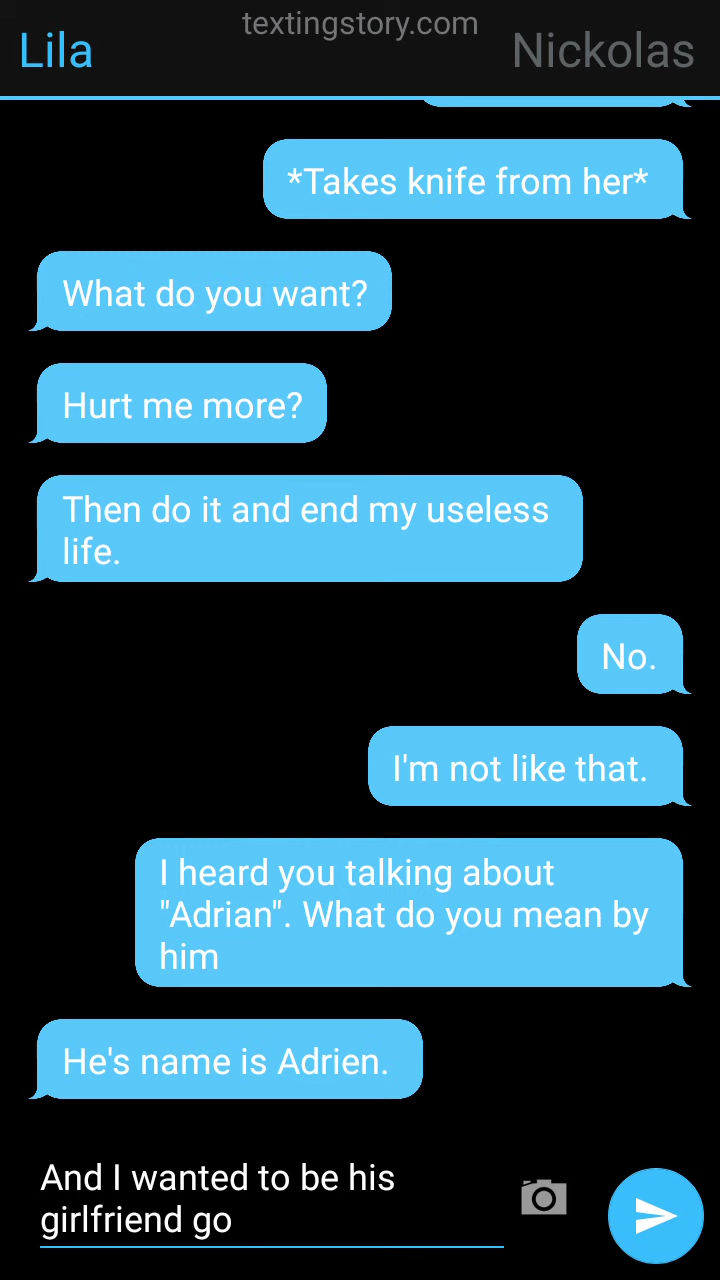 textingstory.com
Lila
Nickolas
*Takes knife from her*
What do you want?
Hurt me more?
Then do it and end my useless
life.
No.
I'm not like that.
I heard you talking about
"Adrian". What do you mean by
him
He's name is Adrien.
And I wanted to be his
girlfriend go